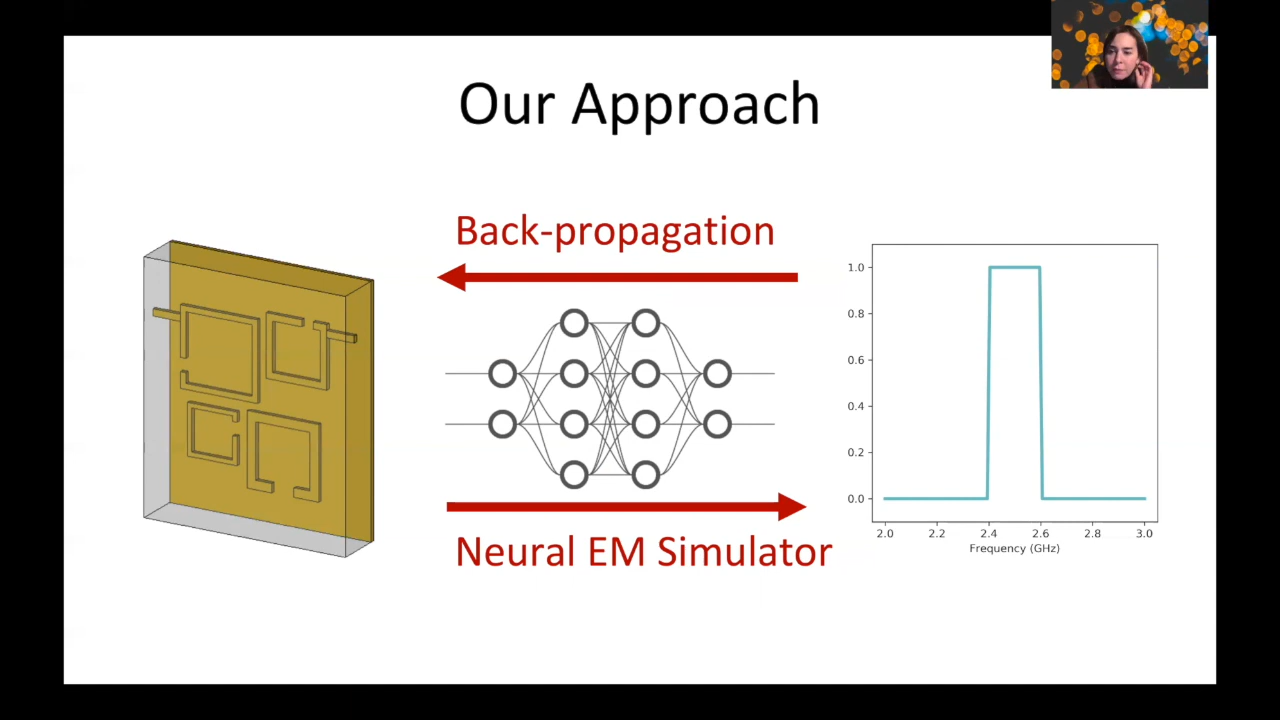 Our Approach
Back-propagation
Neural EM Simulator
1.0
0.8
0.6
0.4
0.2
0.0
2.0 2.2 2.4 2.6 2.8 3.0
Frequency (GHz)